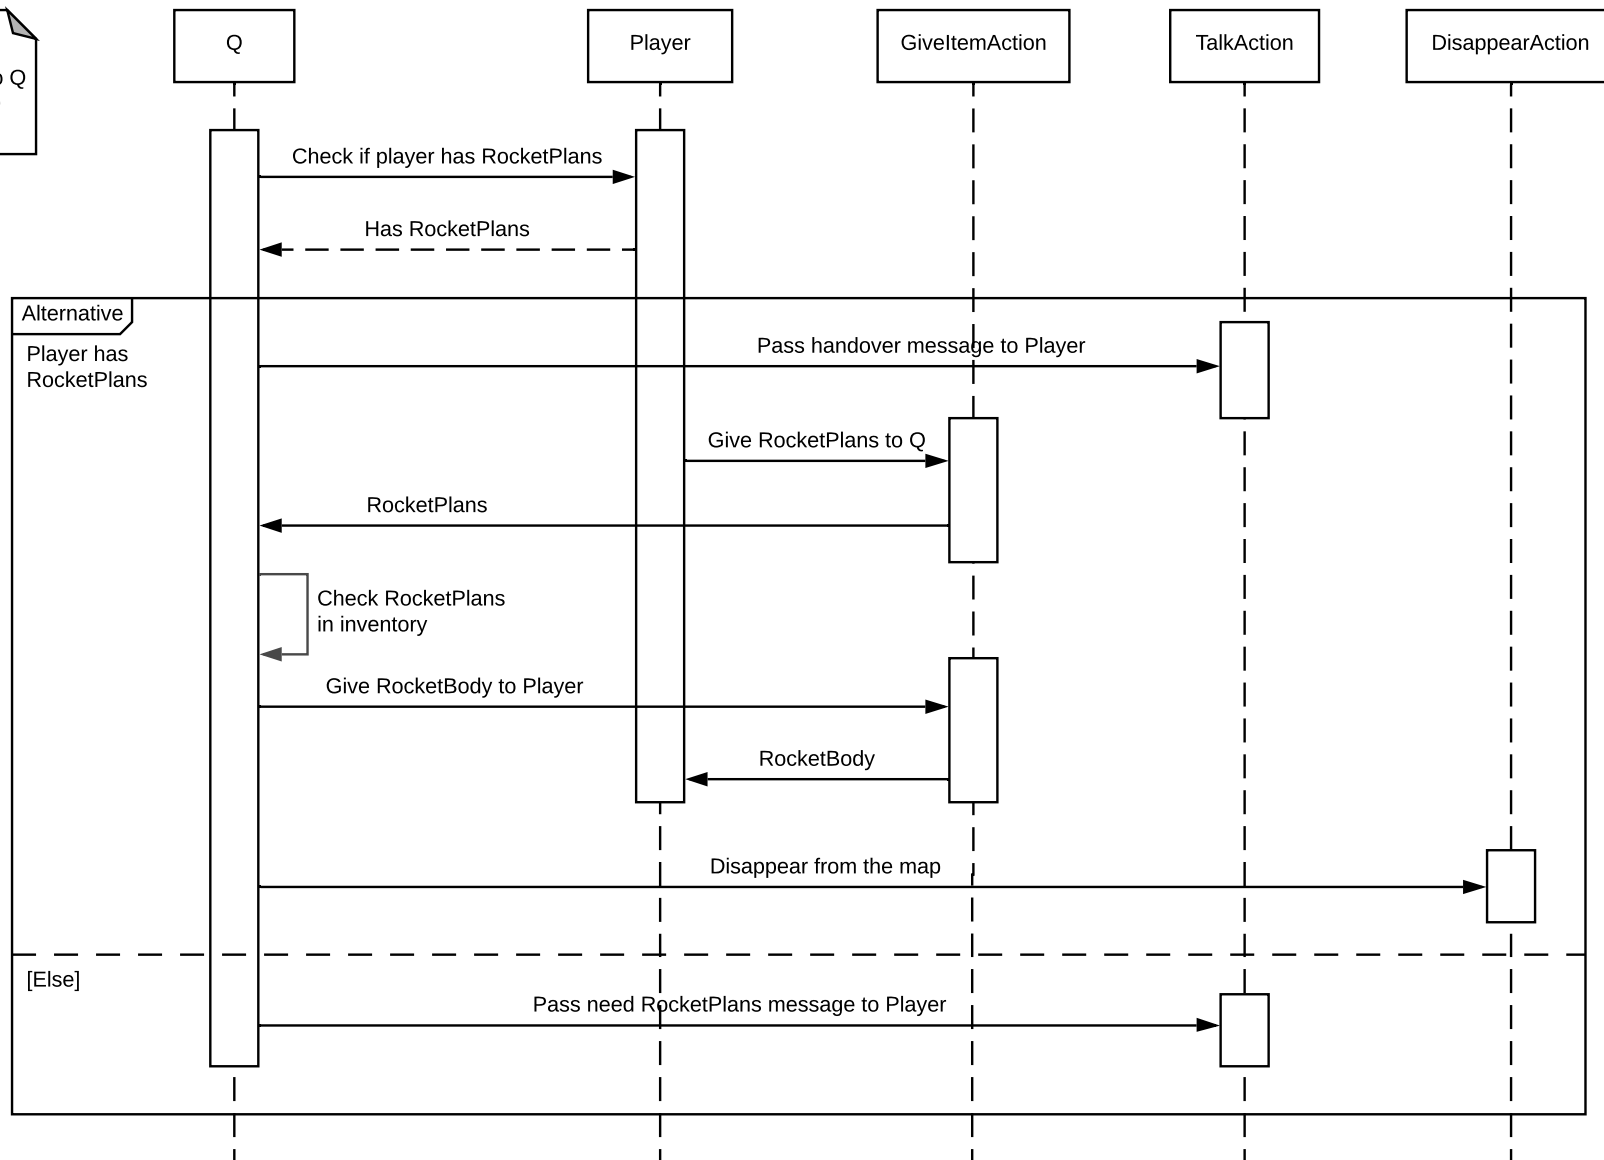 Q
Player
GiveItemAction
TalkAction
DisappearAction
Q
Check if player has RocketPlans
Has RocketPlans
Alternative
Player has
RocketPlans
Pass handover message to Player
Give RocketPlans to Q
RocketPlans
Check RocketPlans
in inventory
Give RocketBody to Player
RocketBody
Disappear from the map
[Else]
Pass need RocketPlans message to Player